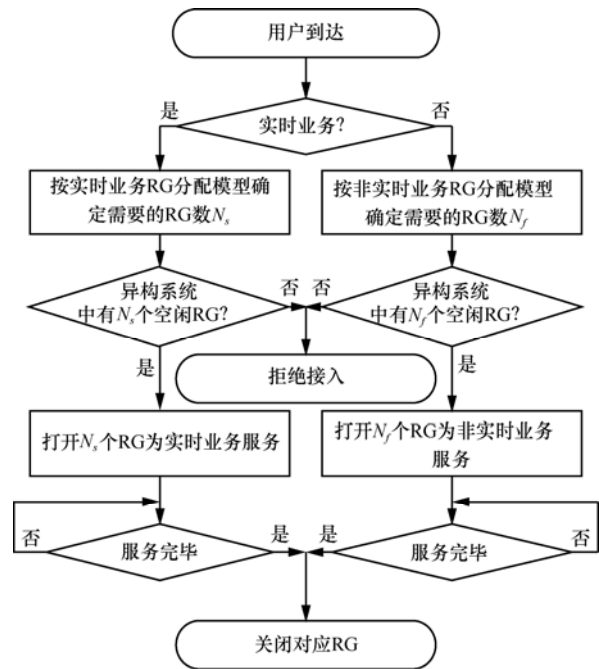 用户到达
是
否
实时业务?
按实时业务RG分配模型确
定需要的RG数Ns
按非实时业务RG分配模型
确定需要的RG数Nf
异构系统
中有Ns个空闲RG?
否
否
异构系统
中有Nf个空闲RG?
是
拒绝接入
是
打开Ns个RG为实时业务服务
打开Nf个RG为非实时业务
服务
否
服务完毕
是
是
服务完毕
否
关闭对应RG